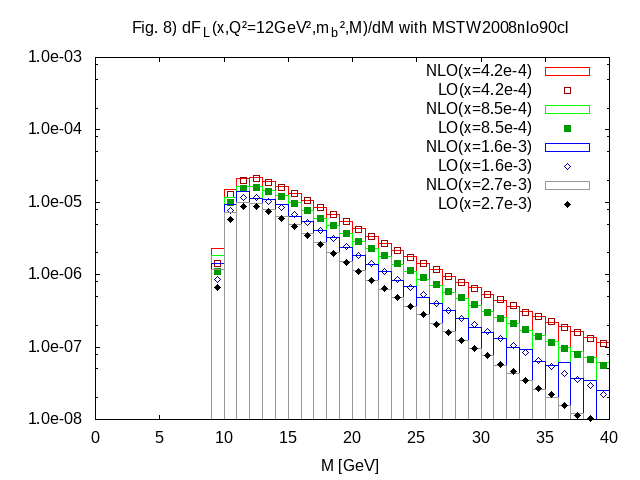 Fig. 8) dF_L(x,Q²=12GeV²,m_b²,M)/dM with MSTW2008nlo90cl
1.0e-03
1.0e-04
1.0e-05
1.0e-06
1.0e-07
1.0e-08
NLO(x=4.2e-4)
LO(x=4.2e-4)
NLO(x=8.5e-4)
LO(x=8.5e-4)
NLO(x=1.6e-3)
LO(x=1.6e-3)
NLO(x=2.7e-3)
LO(x=2.7e-3)
0 5 10 15 20 25 30 35 40
M [GeV]